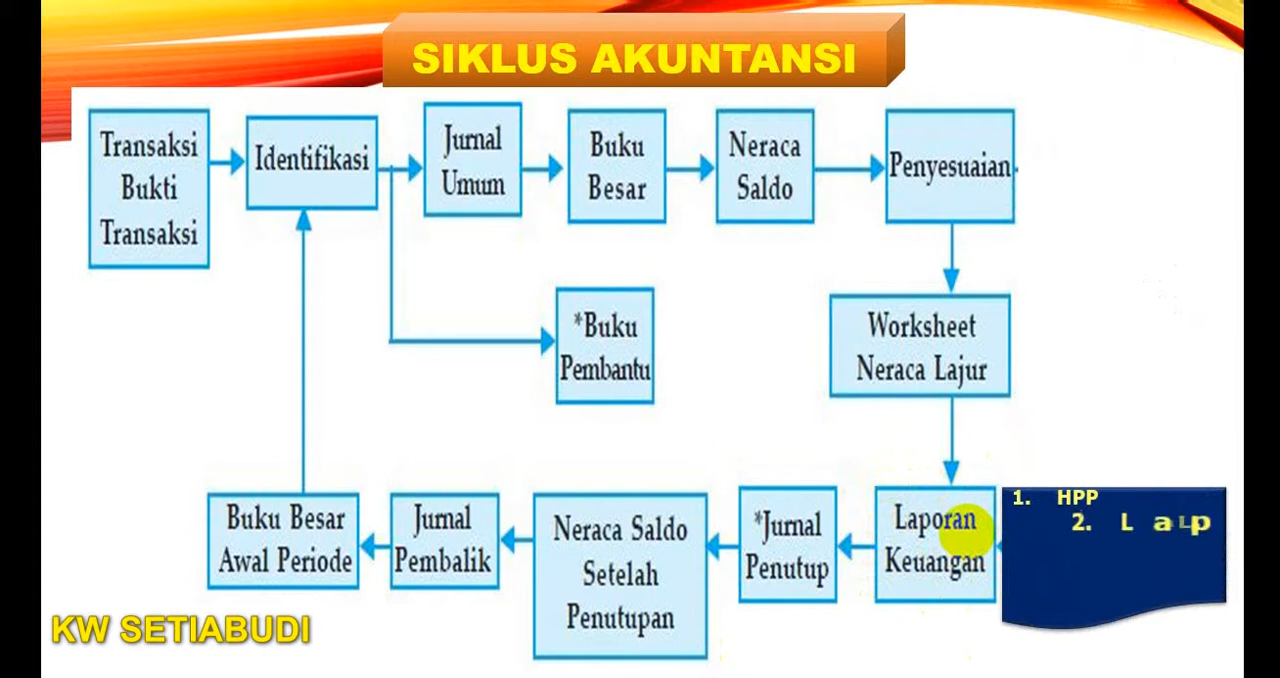 SIKLUS AKUNTANSI
Transaksi
Bukti
Transaksi
Identifikasi
Jurnal
Umum
Buku
Besar
Neraca
Saldo
Penyesuaian
*Buku
Pembantu
Worksheet
Neraca Lajur
Buku Besar
Awal Periode
Jurnal
Pembalik
Neraca Saldo
Setelah
Penutupan
*Jurnal
Penutup
Laporan
Keuangan
1. HPP
2. L a p
KW SETIABUDI